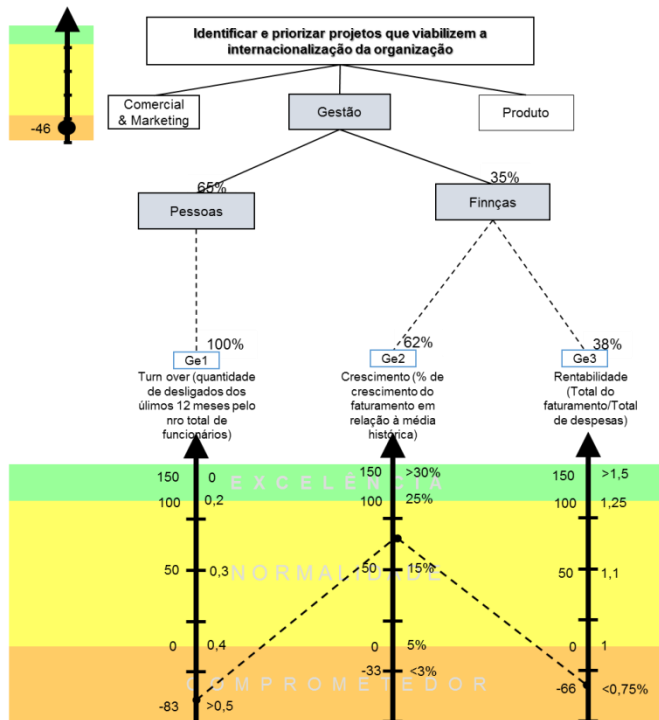 Identificar e priorizar projetos que viabilizem a
internacionalização da organização
-46
Comercial
& Marketing
Gestão
Produto
65%
Pessoas
35%
Finnças
100%
Ge1
Turn over (quantidade
de desligados dos
úlimos 12 meses pelo
nro total de
funcionários)
62%
Ge2
Crescimento (% de
crescimento do
faturamento em
relação à média
histórica)
38%
Ge3
Rentabilidade
(Total do
faturamento/Total
de despesas)
EXCELÊNCIA
150 0
150 >30%
150 >1,5
100 0,2
100 25%
100 1,25
NORMALIDADE
50 0,3
50 15%
50 1,1
0 0,4
0 5%
0 1
COMPROMETEDOR
-33 <3%
-66 <0,75%
-83 >0,5